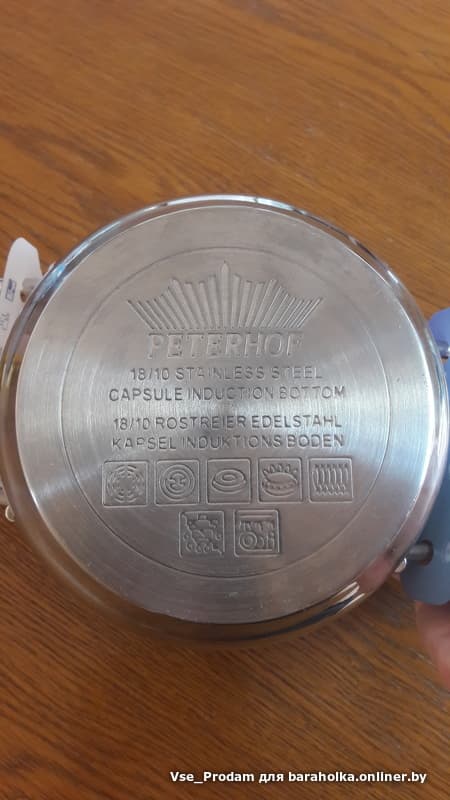 PETERHOF
18/10 STAINLESS STEEL
CAPSULE INDUCTION BOTTOM
18/10 ROSTREIER EDELSTAHL
KAPSEL INDUKTIONS BODEN
Vse_Prodam для baraholka.onliner.by